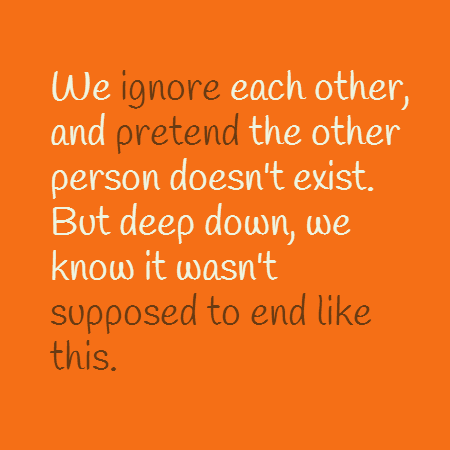 We ignore each other,
and pretend the other
person doesn't exist.
But deep down, we
know it wasn't
supposed to end like
this.